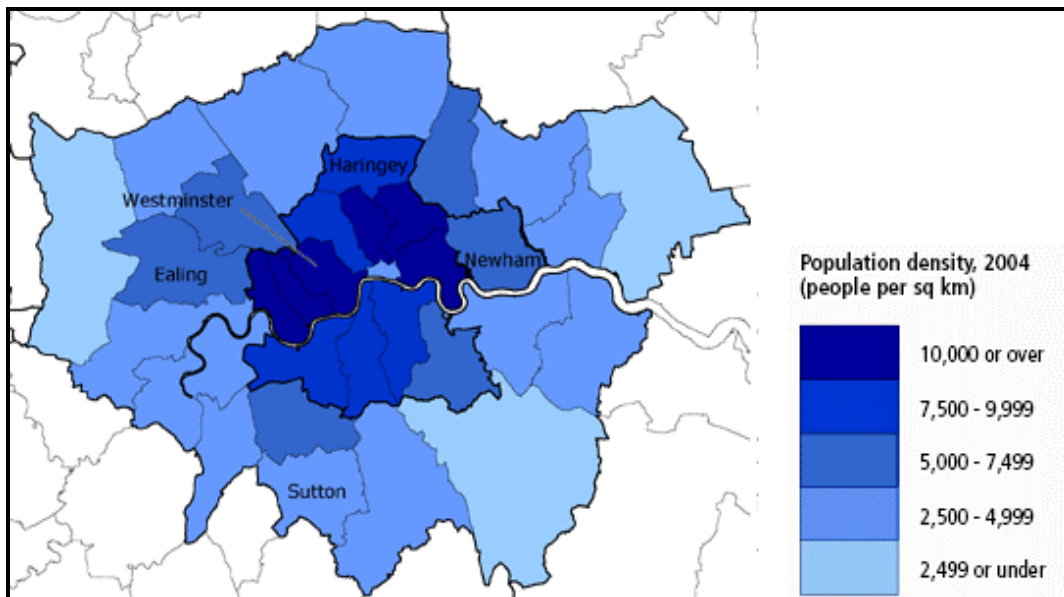 Haringey
Westminster
Ealing
Newham
Sutton
Population density, 2004
(people per sq km)
10,000 or over
7,500 - 9,999
5,000 - 7,499
2,500 - 4,999
2,499 or under